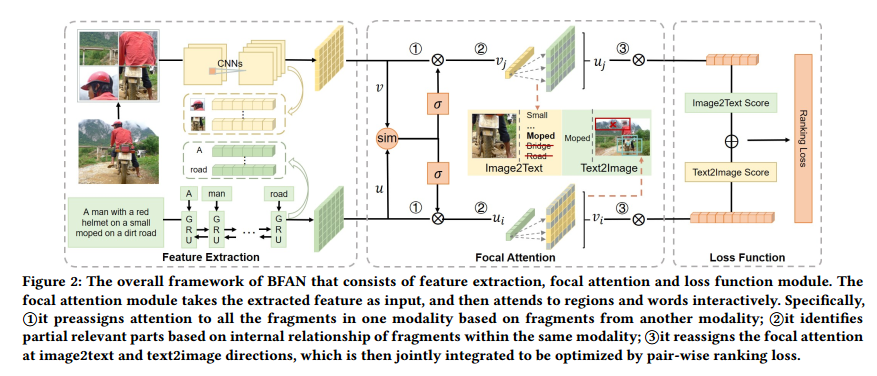 CNNs
A
road
A man road
A man with a red
helmet on a small
moped on a dirt road
G G G
R R ... R
U U U
Feature Extraction
① ② v_j u_j ③
σ
v
sim
u
σ
Small
...
Moped
Bridge
Road
Moped
Image2Text Text2Image
① ② u_i v_i ③
Focal Attention
Image2Text Score
Text2Image Score
Ranking Loss
Loss Function
Figure 2: The overall framework of BFAN that consists of feature extraction, focal attention and loss function module. The
focal attention module takes the extracted feature as input, and then attends to regions and words interactively. Specifically,
①it preassigns attention to all the fragments in one modality based on fragments from another modality; ②it identifies
partial relevant parts based on internal relationship of fragments within the same modality; ③it reassigns the focal attention
at image2text and text2image directions, which is then jointly integrated to be optimized by pair-wise ranking loss.